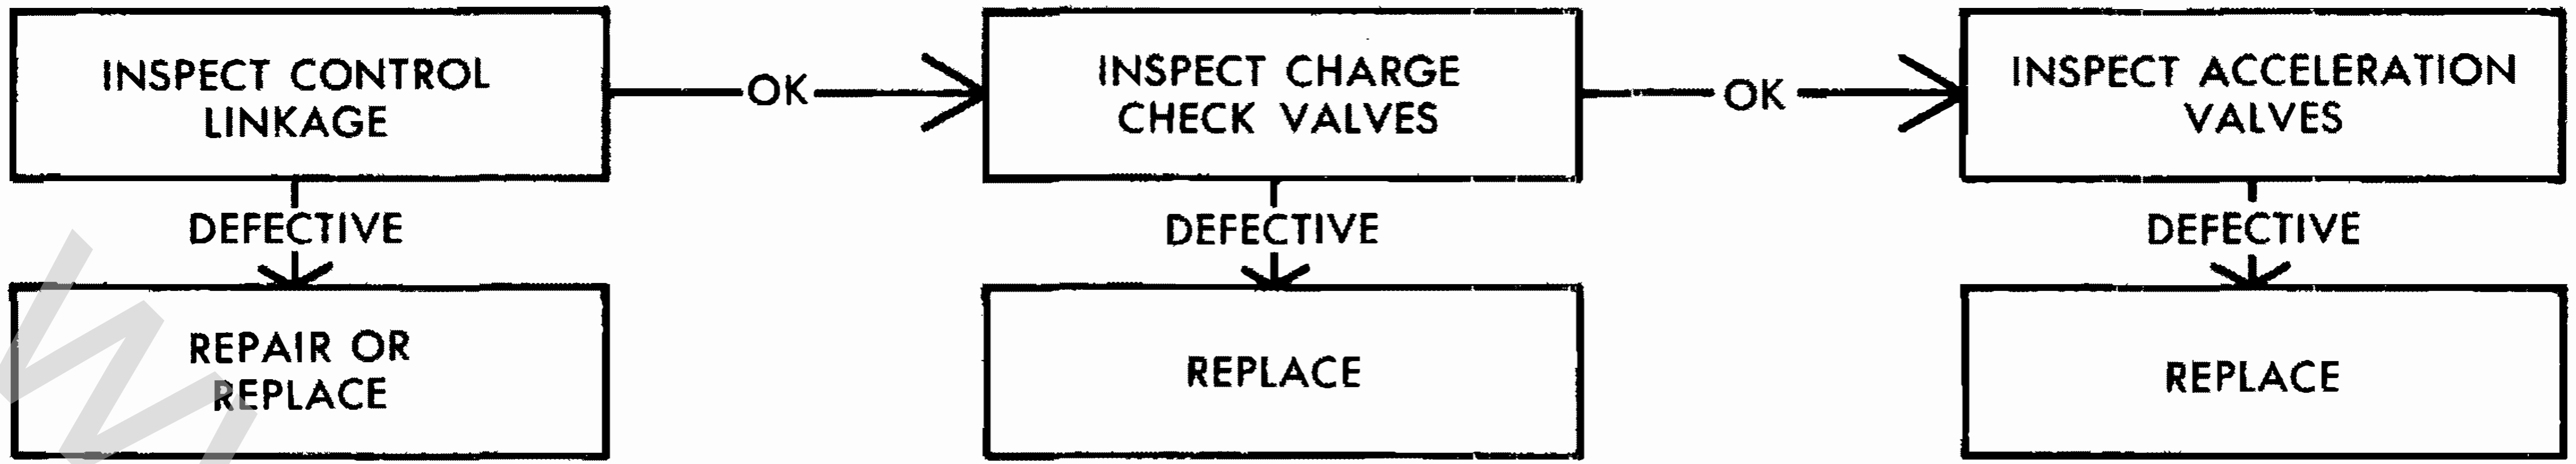 INSPECT CONTROL
LINKAGE
OK
INSPECT CHARGE
CHECK VALVES
OK
INSPECT ACCELERATION
VALVES
DEFECTIVE
DEFECTIVE
DEFECTIVE
REPAIR OR
REPLACE
REPLACE
REPLACE